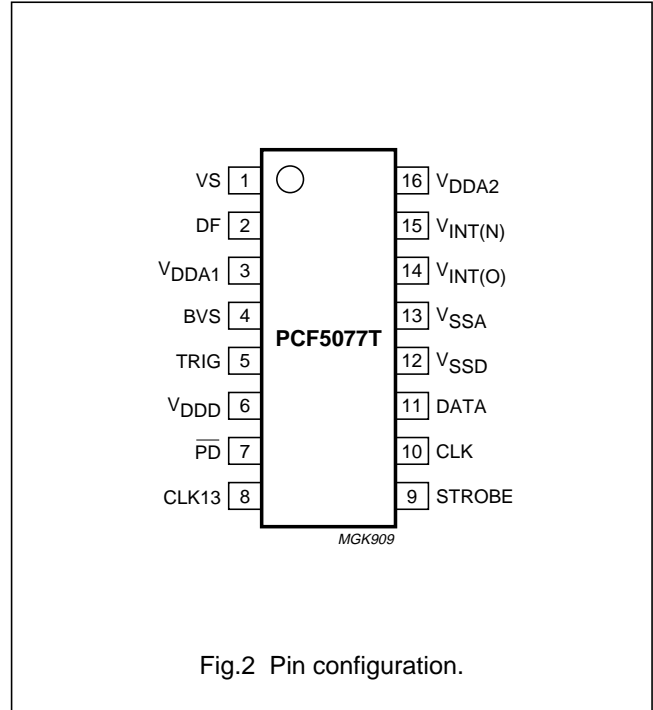 VS 1 16 VDDA2
DF 2 15 VINT(N)
VDDA1 3 14 VINT(O)
BVS 4 13 VSSA
PCF5077T
TRIG 5 12 VSSD
VDDD 6 11 DATA
PD 7 10 CLK
CLK13 8 9 STROBE
MGK909
Fig.2 Pin configuration.